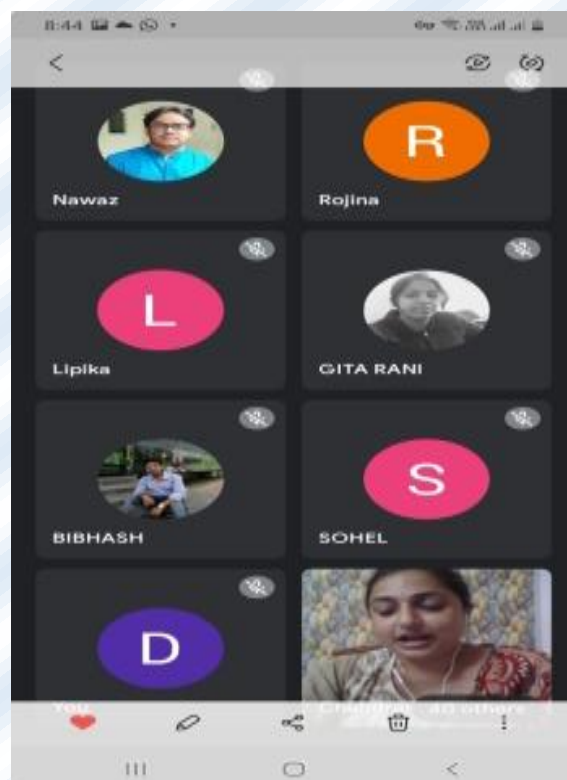 8:44
Nawaz
R
Rojina
L
Lipika
GITA RANI
BIBHASH
S
SOHEL
D
You
40 others